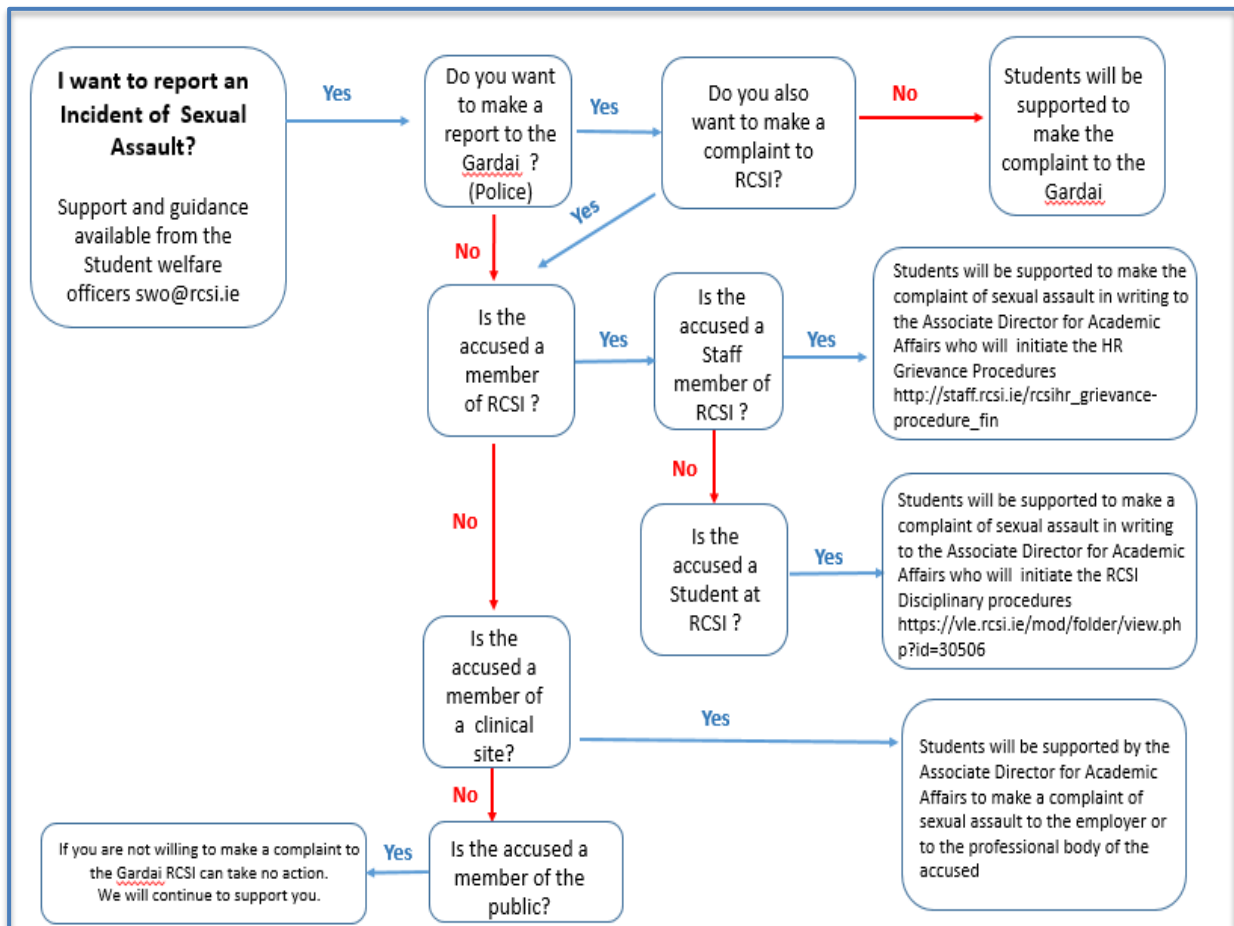 I want to report an
Incident of Sexual
Assault?
Support and guidance
available from the
Student welfare
officers swo@rcsi.ie
Yes
Do you want
to make a
report to the
Gardai ?
(Police)
Yes
Do you also
want to make a
complaint to
RCSI?
No
Students will be
supported to
make the
complaint to the
Gardai
Yes
No
Is the
accused a
member
of RCSI ?
Yes
Is the
accused a
Staff
member of
RCSI ?
Yes
Students will be supported to make the
complaint of sexual assault in writing to
the Associate Director for Academic
Affairs who will initiate the HR
Grievance Procedures
http://staff.rcsi.ie/rcsihr_grievance-
procedure_fin
No
No
Is the
accused a
Student at
RCSI ?
Yes
Students will be supported to make a
complaint of sexual assault in writing
to the Associate Director for Academic
Affairs who will initiate the RCSI
Disciplinary procedures
https://vle.rcsi.ie/mod/folder/view.ph
p?id=30506
Is the
accused a
member of
a clinical
site?
Yes
Students will be supported by the
Associate Director for Academic
Affairs to make a complaint of
sexual assault to the employer or
to the professional body of the
accused
No
Is the accused a
member of the
public?
Yes
If you are not willing to make a complaint to
the Gardai RCSI can take no action.
We will continue to support you.